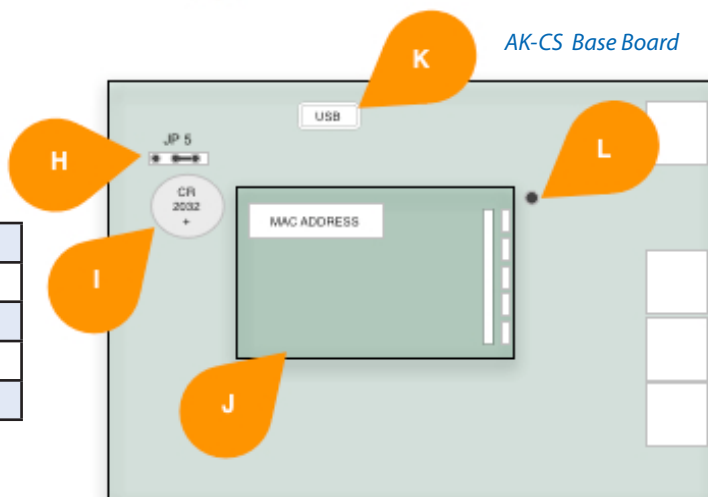 AK-CS Base Board
K
USB
JP 5
H
L
CR
2032
+
MAC ADDRESS
I
J